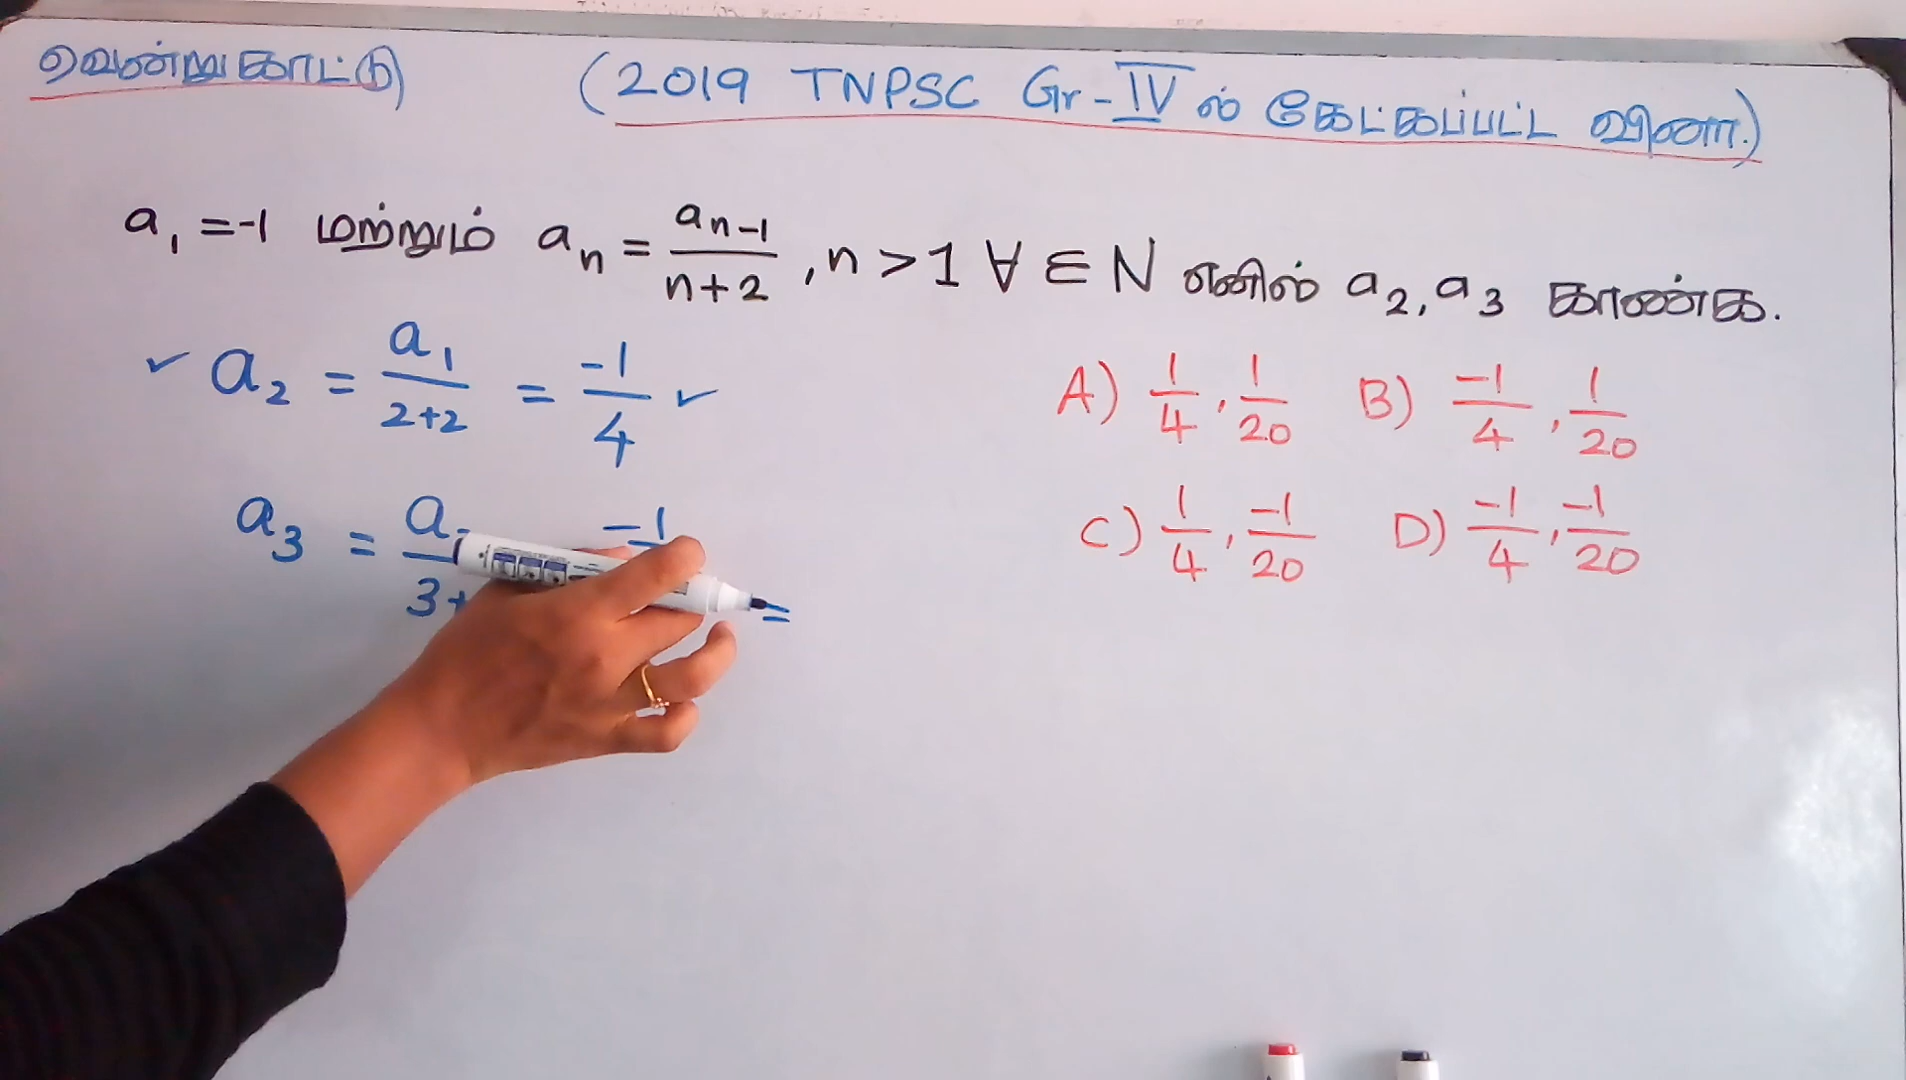 வென்று காட்டு (2019 TNPSC Gr-IV ல் கேட்கப்பட்ட வினா.)
a₁ = -1 மற்றும் aₙ = aₙ₋₁/n+2 , n > 1 ∀ ∈ N எனில் a₂, a₃ காண்க.
✓ a₂ = a₁/2+2 = -1/4 ✓
A) 1/4, 1/20 B) -1/4, 1/20
a₃ = a /3+ -1 =
C) 1/4, -1/20 D) -1/4, -1/20